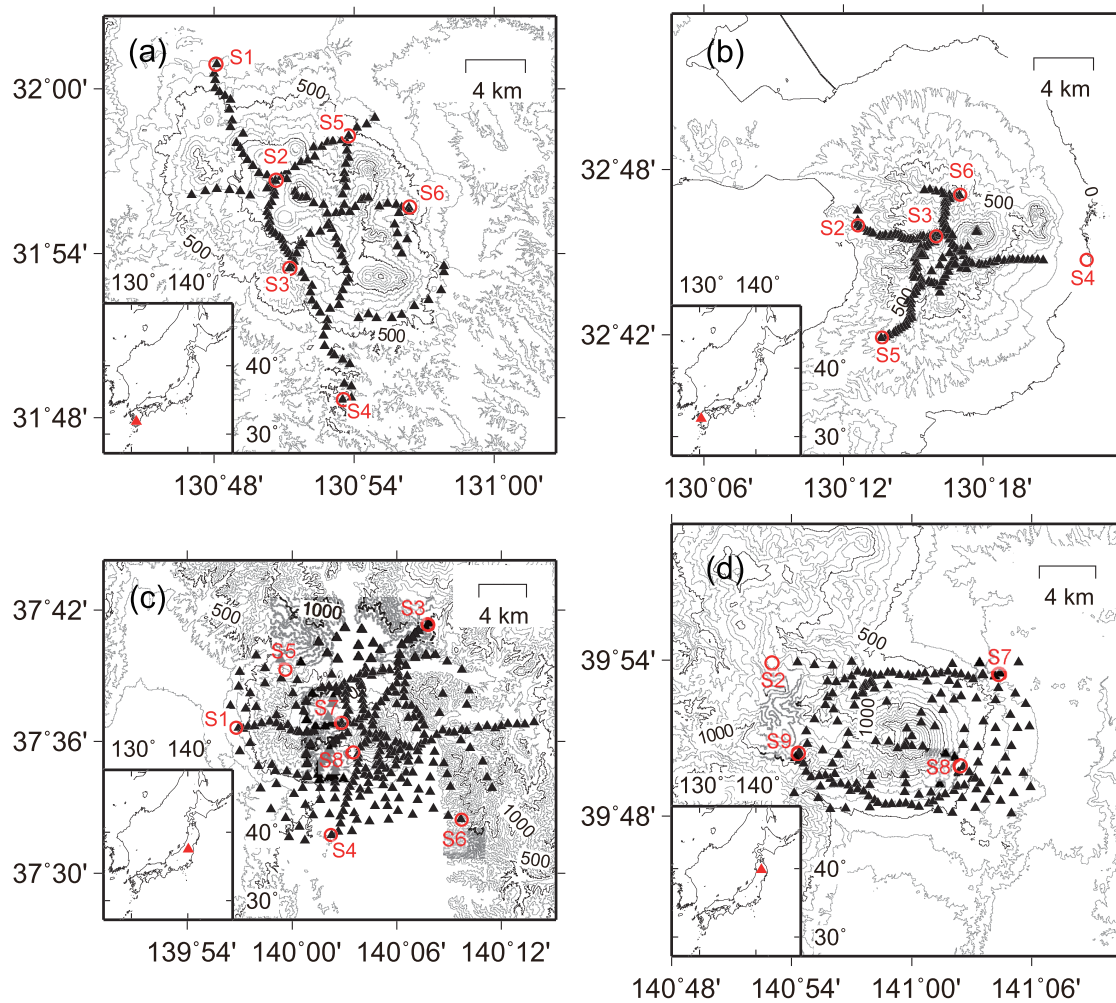 (a)
S1
32°00'
500
4 km
S5
S2
S6
500
31°54'
S3
130° 140°
500
40°
31°48'
S4
30°
130°48' 130°54' 131°00'
(b)
4 km
32°48'
S6
0
500
S3
S2
S4
130° 140°
500
32°42'
S5
40°
30°
130°06' 130°12' 130°18'
(c)
4 km
37°42'
1000
S3
500
S5
S7
S1
37°36'
130° 140°
S8
1000
40°
S6
S4
500
37°30'
30°
139°54' 140°00' 140°06' 140°12'
(d)
4 km
500
39°54'
S7
S2
1000
1000
S9
S8
130° 140°
39°48'
40°
30°
140°48' 140°54' 141°00' 141°06'